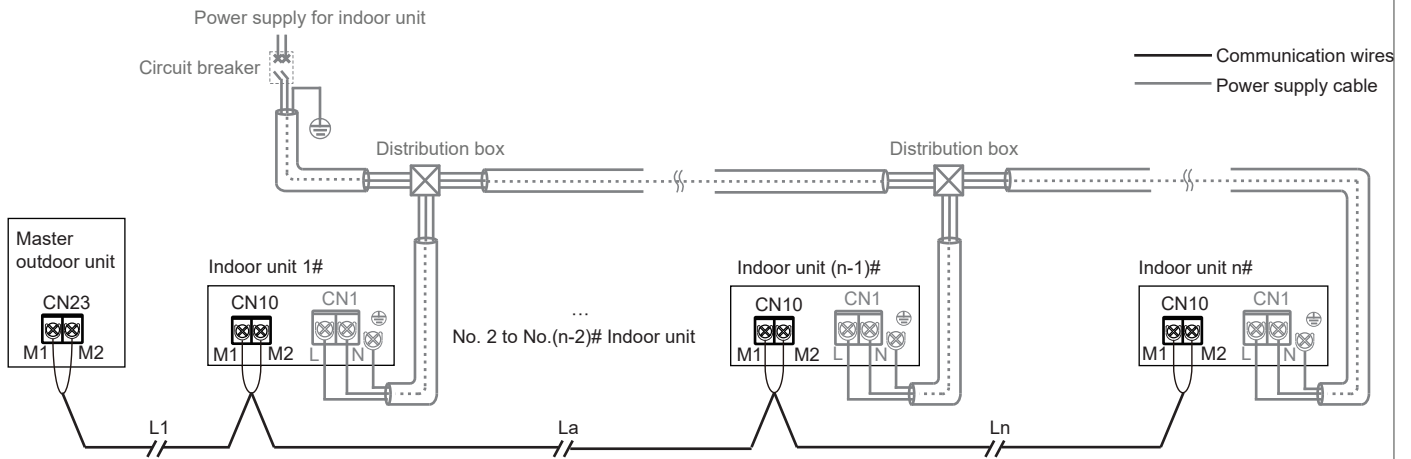 Power supply for indoor unit
Circuit breaker
Communication wires
Power supply cable
Distribution box
Distribution box
Master
outdoor unit
CN23
M1 M2
Indoor unit 1#
CN10 CN1
M1 M2 L N
...
No. 2 to No.(n-2)# Indoor unit
Indoor unit (n-1)#
CN10 CN1
M1 M2 L N
Indoor unit n#
CN10 CN1
M1 M2 L N
L1
La
Ln